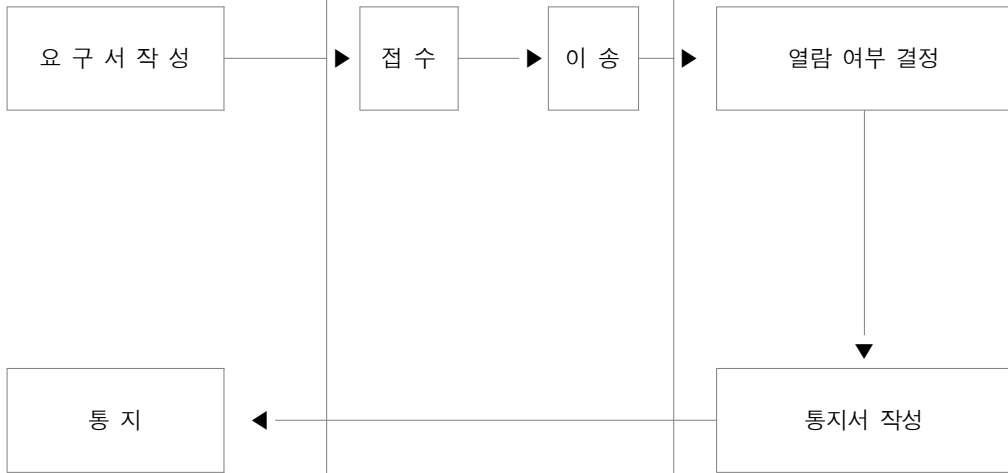 요 구 서 작 성
접 수
이 송
열람 여부 결정
통 지
통지서 작성